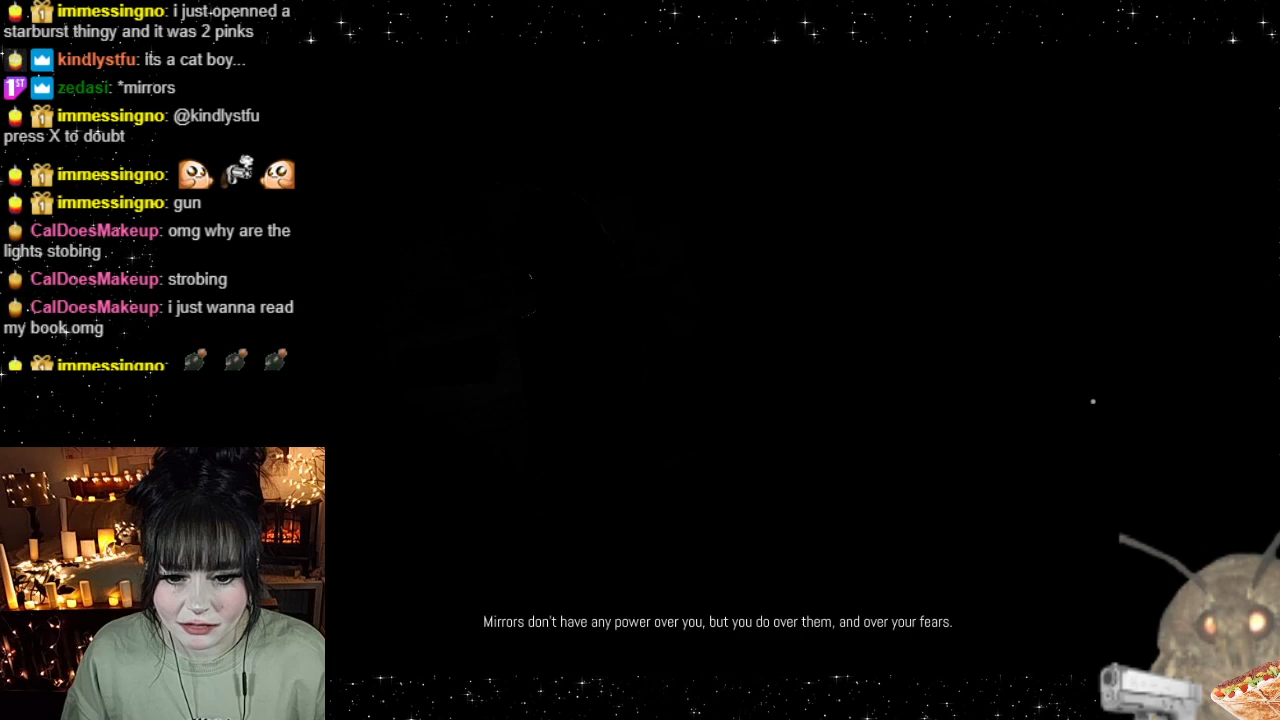 immessingno: i just openned a
starburst thingy and it was 2 pinks
kindlystfu: its a cat boy...
1ST zedasi: *mirrors
immessingno: @kindlystfu
press X to doubt
immessingno:
immessingno: gun
CalDoesMakeup: omg why are the
lights stobing
CalDoesMakeup: strobing
CalDoesMakeup: i just wanna read
my book omg
immessingno:
Mirrors don't have any power over you, but you do over them, and over your fears.